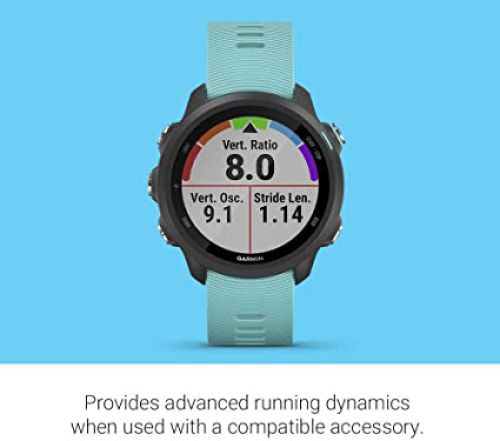 Vert. Ratio
8.0
Vert. Osc.
9.1
Stride Len.
1.14
GARMIN
Provides advanced running dynamics
when used with a compatible accessory.